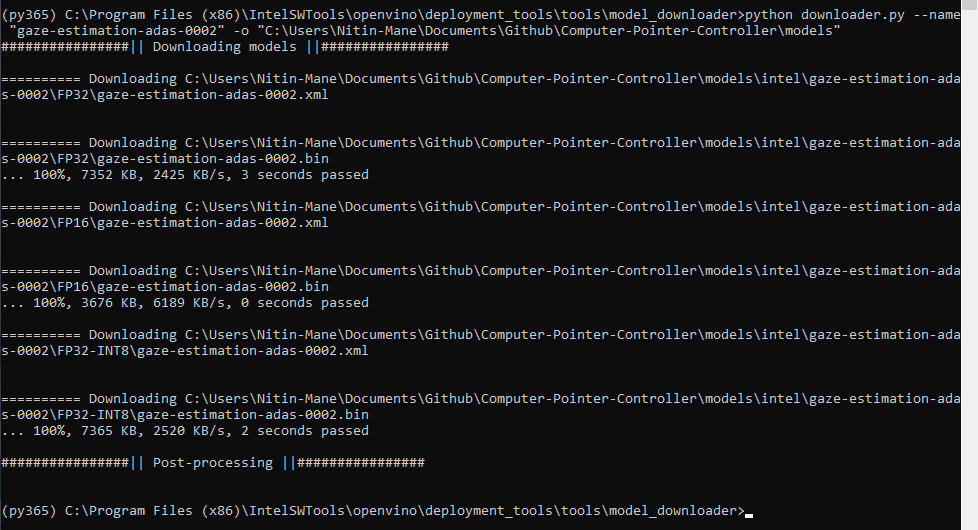 (py365) C:\Program Files (x86)\IntelSWTools\openvino\deployment_tools\tools\model_downloader>python downloader.py --name
 "gaze-estimation-adas-0002" -o "C:\Users\Nitin-Mane\Documents\Github\Computer-Pointer-Controller\models"
################|| Downloading models ||################
========== Downloading C:\Users\Nitin-Mane\Documents\Github\Computer-Pointer-Controller\models\intel\gaze-estimation-ada
s-0002\FP32\gaze-estimation-adas-0002.xml
========== Downloading C:\Users\Nitin-Mane\Documents\Github\Computer-Pointer-Controller\models\intel\gaze-estimation-ada
s-0002\FP32\gaze-estimation-adas-0002.bin
... 100%, 7352 KB, 2425 KB/s, 3 seconds passed
========== Downloading C:\Users\Nitin-Mane\Documents\Github\Computer-Pointer-Controller\models\intel\gaze-estimation-ada
s-0002\FP16\gaze-estimation-adas-0002.xml
========== Downloading C:\Users\Nitin-Mane\Documents\Github\Computer-Pointer-Controller\models\intel\gaze-estimation-ada
s-0002\FP16\gaze-estimation-adas-0002.bin
... 100%, 3676 KB, 6189 KB/s, 0 seconds passed
========== Downloading C:\Users\Nitin-Mane\Documents\Github\Computer-Pointer-Controller\models\intel\gaze-estimation-ada
s-0002\FP32-INT8\gaze-estimation-adas-0002.xml
========== Downloading C:\Users\Nitin-Mane\Documents\Github\Computer-Pointer-Controller\models\intel\gaze-estimation-ada
s-0002\FP32-INT8\gaze-estimation-adas-0002.bin
... 100%, 7365 KB, 2520 KB/s, 2 seconds passed
################|| Post-processing ||################
(py365) C:\Program Files (x86)\IntelSWTools\openvino\deployment_tools\tools\model_downloader>